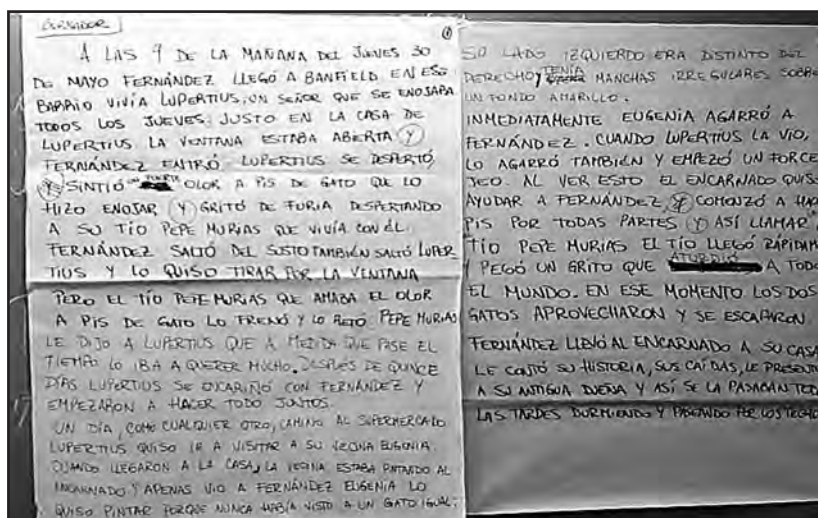 BORRADOR
①
A LAS 9 DE LA MAÑANA DEL JUEVES 30
DE MAYO FERNÁNDEZ LLEGÓ A BANFIELD EN ESE
BARRIO VIVÍA LUPERTIUS, UN SEÑOR QUE SE ENOJABA
TODOS LOS JUEVES. JUSTO EN LA CASA DE
LUPERTIUS LA VENTANA ESTABA ABIERTA Y
FERNÁNDEZ ENTRÓ. LUPERTIUS SE DESPERTÓ,
Y SINTIÓ UN FUERTE OLOR A PIS DE GATO QUE LO
HIZO ENOJAR Y GRITÓ DE FURIA DESPERTANDO
A SU TÍO PEPE MURIAS QUE VIVÍA CON ÉL.
FERNÁNDEZ SALTÓ DEL SUSTO TAMBIÉN SALTÓ LUPER
TIUS Y LO QUISO TIRAR POR LA VENTANA
PERO EL TÍO PEPE MURIAS QUE AMABA EL OLOR
A PIS DE GATO LO FRENÓ Y LO RETÓ. PEPE MURIAS
LE DIJO A LUPERTIUS QUE A MEDIDA QUE PASE EL
TIEMPO LO IBA A QUERER MUCHO. DESPUÉS DE QUINCE
DÍAS LUPERTIUS SE ENCARIÑÓ CON FERNÁNDEZ Y
EMPEZARON A HACER TODO JUNTOS.
UN DÍA, COMO CUALQUIER OTRO, CAMINO AL SUPERMERCADO
LUPERTIUS QUISO IR A VISITAR A SU VECINA EUGENIA.
CUANDO LLEGARON A LA CASA, LA VECINA ESTABA PINTANDO AL
ENCARNADO Y APENAS VIO A FERNÁNDEZ EUGENIA LO
QUISO PINTAR PORQUE NUNCA HABÍA VISTO A UN GATO IGUAL:
SU LADO IZQUIERDO ERA DISTINTO DEL
DERECHO Y TENÍA MANCHAS IRREGULARES SOBRE
UN FONDO AMARILLO.
INMEDIATAMENTE EUGENIA AGARRÓ A
FERNÁNDEZ. CUANDO LUPERTIUS LA VIO,
LO AGARRÓ TAMBIÉN Y EMPEZÓ UN FORCE
JEO. AL VER ESTO EL ENCARNADO QUISO
AYUDAR A FERNÁNDEZ Y COMENZÓ A HAC
PIS POR TODAS PARTES Y ASÍ LLAMAR
TÍO PEPE MURIAS EL TÍO LLEGÓ RÁPIDAM
Y PEGÓ UN GRITO QUE ATURDIÓ A TODO
EL MUNDO. EN ESE MOMENTO LOS DOS
GATOS APROVECHARON Y SE ESCAPARON
FERNÁNDEZ LLEVÓ AL ENCARNADO A SU CASA
LE CONTÓ SU HISTORIA, SUS CAÍDAS, LE PRESENT
A SU ANTIGUA DUEÑA Y ASÍ SE LA PASABAN TOD
LAS TARDES DURMIENDO Y PASEANDO POR LOS TECHO